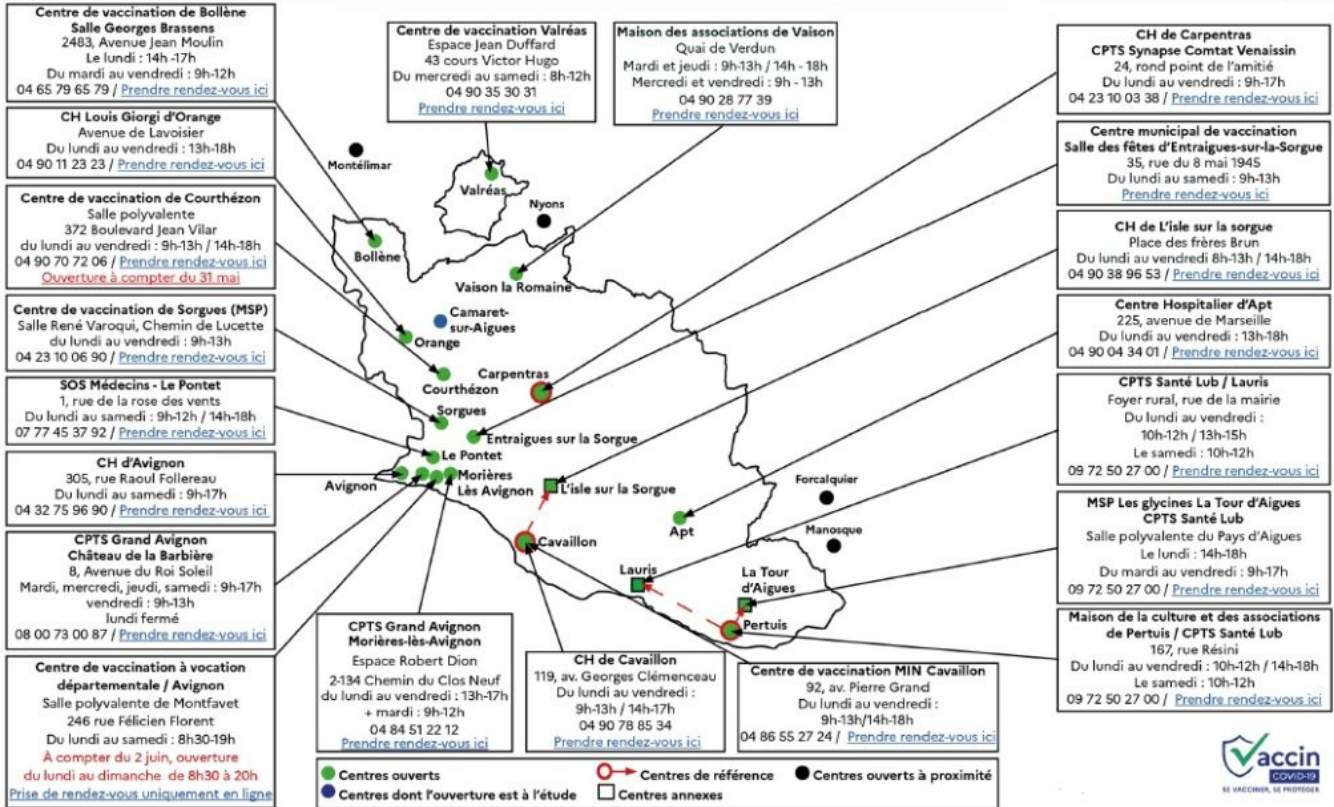 Centre de vaccination de Bollène
Salle Georges Brassens
2483, Avenue Jean Moulin
Le lundi : 14h -17h
Du mardi au vendredi : 9h-12h
04 65 79 65 79 / Prendre rendez-vous ici
CH Louis Giorgi d'Orange
Avenue de Lavoisier
Du lundi au vendredi : 13h-18h
04 90 11 23 23 / Prendre rendez-vous ici
Centre de vaccination de Courthézon
Salle polyvalente
372 Boulevard Jean Vilar
du lundi au vendredi : 9h-13h / 14h-18h
04 90 70 72 06 / Prendre rendez-vous ici
Ouverture à compter du 31 mai
Centre de vaccination de Sorgues (MSP)
Salle René Varoqui, Chemin de Lucette
du lundi au vendredi : 9h-13h
04 23 10 06 90 / Prendre rendez-vous ici
SOS Médecins - Le Pontet
1, rue de la rose des vents
Du lundi au samedi : 9h-12h / 14h-18h
07 77 45 37 92 / Prendre rendez-vous ici
CH d'Avignon
305, rue Raoul Follereau
Du lundi au samedi : 9h-17h
04 32 75 96 90 / Prendre rendez-vous ici
CPTS Grand Avignon
Château de la Barbière
8, Avenue du Roi Soleil
Mardi, mercredi, jeudi, samedi : 9h-17h
vendredi : 9h-13h
lundi fermé
08 00 73 00 87 / Prendre rendez-vous ici
Centre de vaccination à vocation
départementale / Avignon
Salle polyvalente de Montfavet
246 rue Félicien Florent
Du lundi au samedi : 8h30-19h
À compter du 2 juin, ouverture
du lundi au dimanche de 8h30 à 20h
Prise de rendez-vous uniquement en ligne
Centre de vaccination Valréas
Espace Jean Duffard
43 cours Victor Hugo
Du mercredi au samedi : 8h-12h
04 90 35 30 31
Prendre rendez-vous ici
Maison des associations de Vaison
Quai de Verdun
Mardi et jeudi : 9h-13h / 14h - 18h
Mercredi et vendredi : 9h - 13h
04 90 28 77 39
Prendre rendez-vous ici
Montélimar
Valréas
Nyons
Bollène
Vaison la Romaine
Camaret-
sur-Aigues
Orange
Carpentras
Courthézon
Sorgues
Entraigues sur la Sorgue
Le Pontet
Avignon
Morières
Lès Avignon
L'isle sur la Sorgue
Cavaillon
Apt
Forcalquier
Manosque
Lauris
La Tour
d'Aigues
Pertuis
CPTS Grand Avignon
Morières-lès-Avignon
Espace Robert Dion
2-134 Chemin du Clos Neuf
du lundi au vendredi : 13h-17h
+ mardi : 9h-12h
04 84 51 22 12
Prendre rendez-vous ici
CH de Cavaillon
119, av. Georges Clémenceau
Du lundi au vendredi :
9h-13h / 14h-17h
04 90 78 85 34
Prendre rendez-vous ici
Centre de vaccination MIN Cavaillon
92, av. Pierre Grand
Du lundi au vendredi :
9h-13h/14h-18h
04 86 55 27 24 / Prendre rendez-vous ici
CH de Carpentras
CPTS Synapse Comtat Venaissin
24, rond point de l'amitié
Du lundi au vendredi : 9h-17h
04 23 10 03 38 / Prendre rendez-vous ici
Centre municipal de vaccination
Salle des fêtes d'Entraigues-sur-la-Sorgue
35, rue du 8 mai 1945
Du lundi au samedi : 9h-13h
Prendre rendez-vous ici
CH de L'isle sur la sorgue
Place des frères Brun
Du lundi au vendredi 8h-13h / 14h-18h
04 90 38 96 53 / Prendre rendez-vous ici
Centre Hospitalier d'Apt
225, avenue de Marseille
Du lundi au vendredi : 13h-18h
04 90 04 34 01 / Prendre rendez-vous ici
CPTS Santé Lub / Lauris
Foyer rural, rue de la mairie
Du lundi au vendredi :
10h-12h / 13h-15h
Le samedi : 10h-12h
09 72 50 27 00 / Prendre rendez-vous ici
MSP Les glycines La Tour d'Aigues
CPTS Santé Lub
Salle polyvalente du Pays d'Aigues
Le lundi : 14h-18h
Du mardi au vendredi : 9h-17h
09 72 50 27 00 / Prendre rendez-vous ici
Maison de la culture et des associations
de Pertuis / CPTS Santé Lub
167, rue Résini
Du lundi au vendredi : 10h-12h / 14h-18h
Le samedi : 10h-12h
09 72 50 27 00 / Prendre rendez-vous ici
Centres ouverts
Centres de référence
Centres ouverts à proximité
Centres dont l'ouverture est à l'étude
Centres annexes
Vaccin
COVID-19
SE VACCINER, SE PROTÉGER